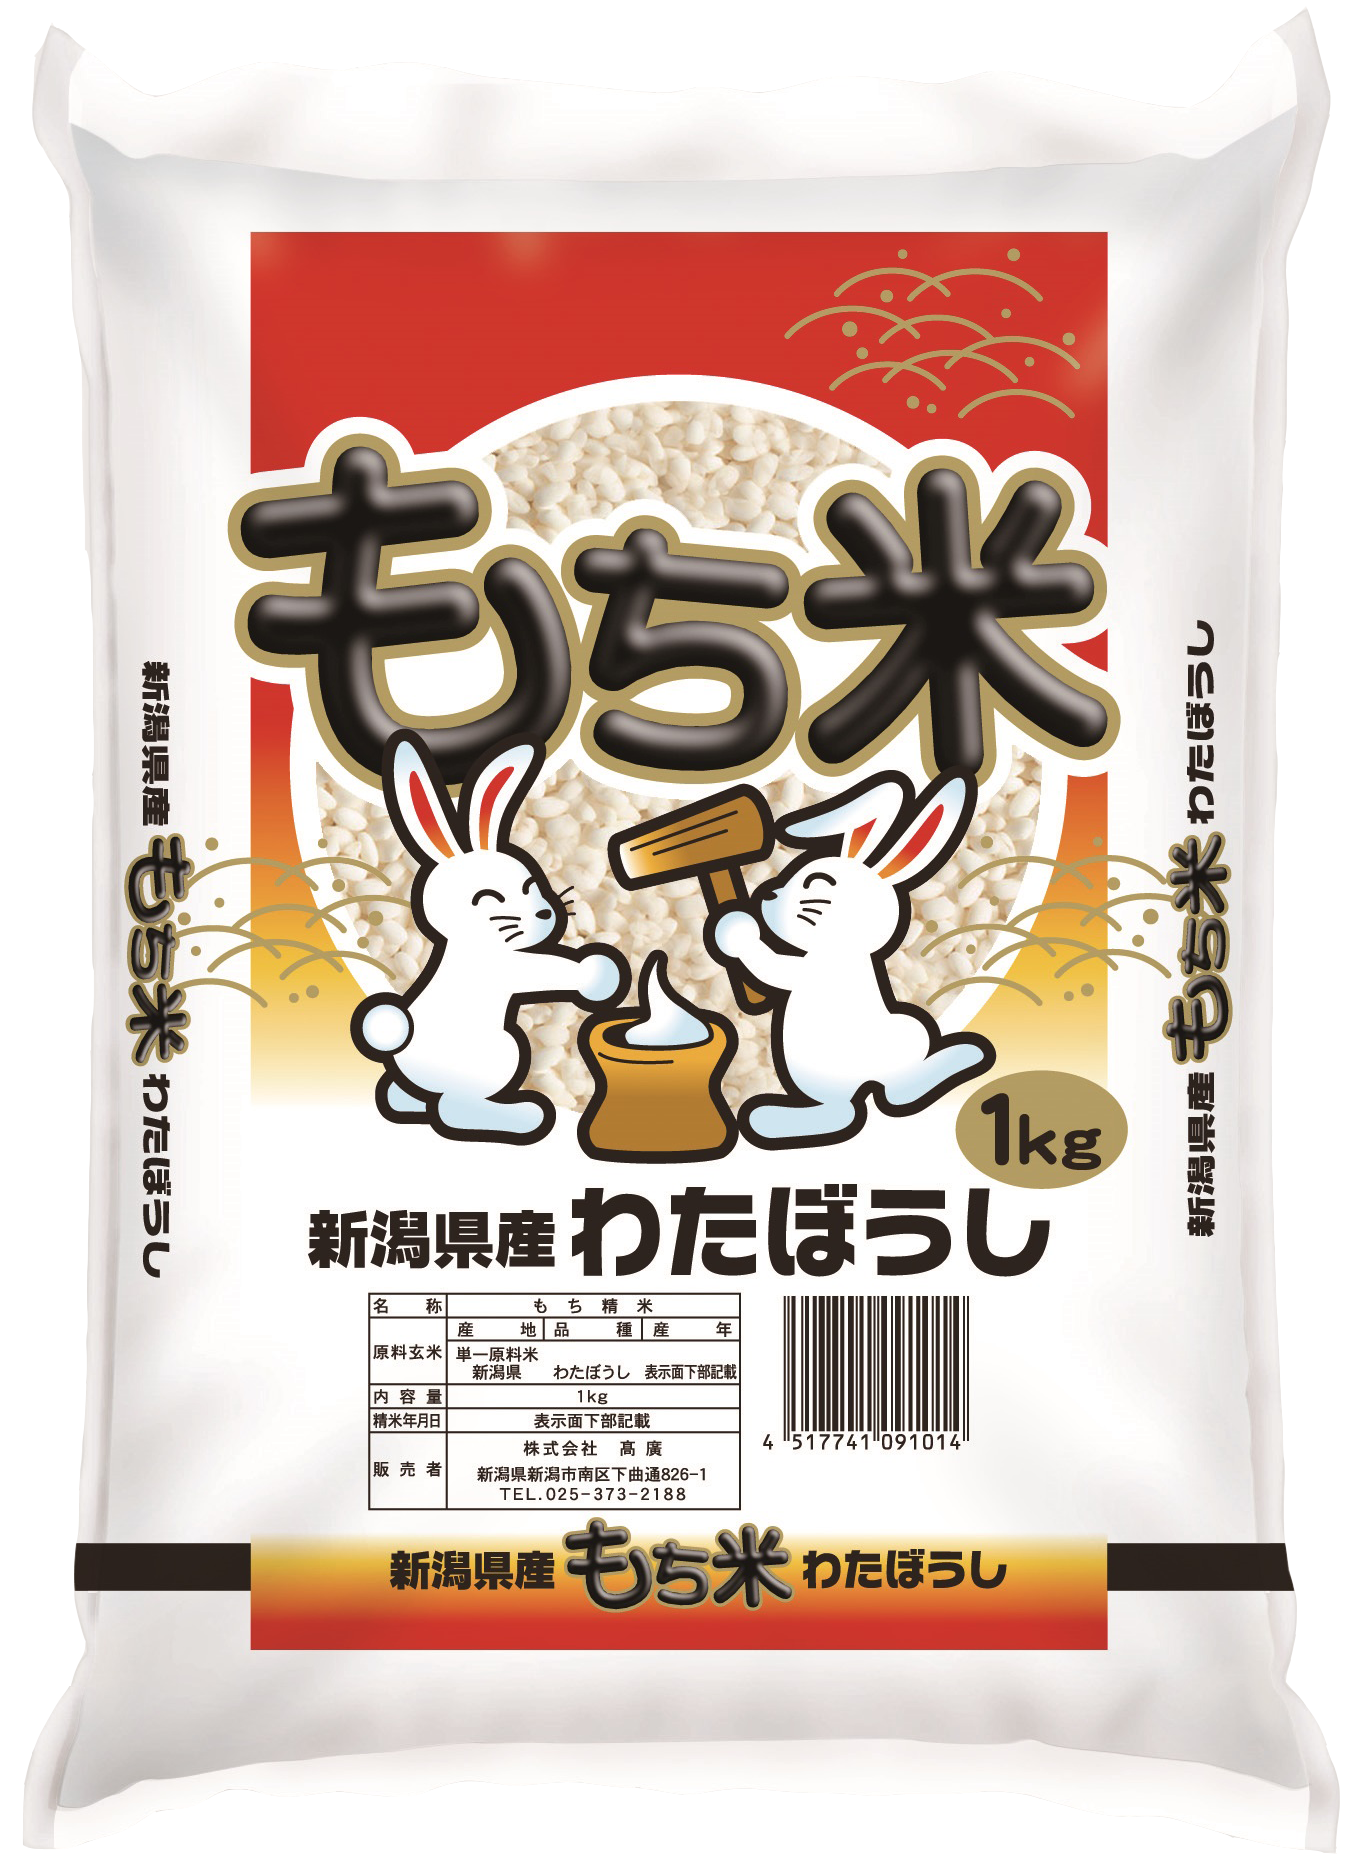 もち米
新潟県産 もち米 わたぼうし
新潟県産 もち米 わたぼうし
1kg
新潟県産 わたぼうし
名 称 もち精米
原料玄米 産 地 品 種 産 年
単一原料米
新潟県 わたぼうし 表示面下部記載
内容量 1kg
精米年月日 表示面下部記載
販売者 株式会社 髙廣
新潟県新潟市南区下曲通826-1
TEL.025-373-2188
4 517741 091014
新潟県産 もち米 わたぼうし